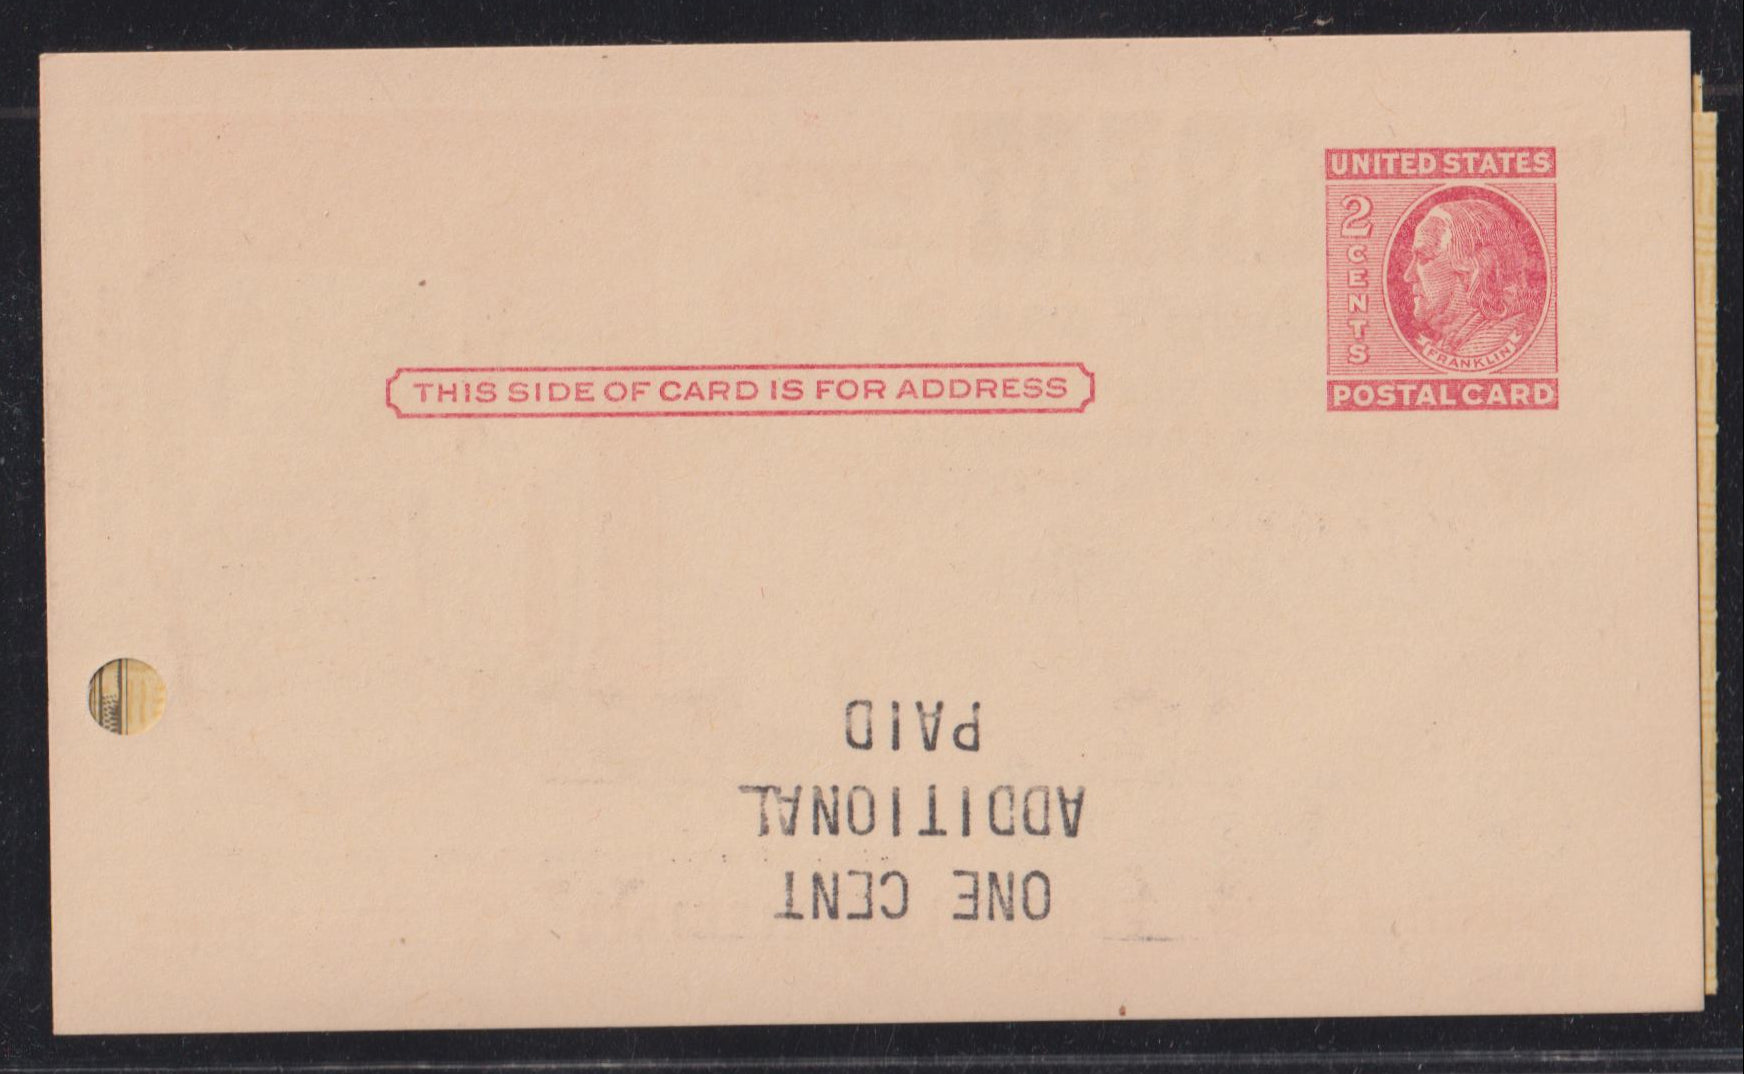 UNITED STATES
2
CENTS
FRANKLIN
POSTAL CARD
THIS SIDE OF CARD IS FOR ADDRESS
ONE CENT
ADDITIONAL
PAID